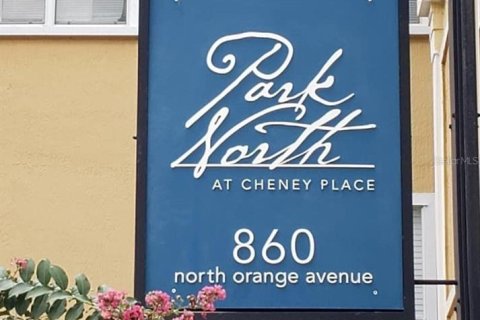 Park
North
AT CHENEY PLACE
860
north orange avenue